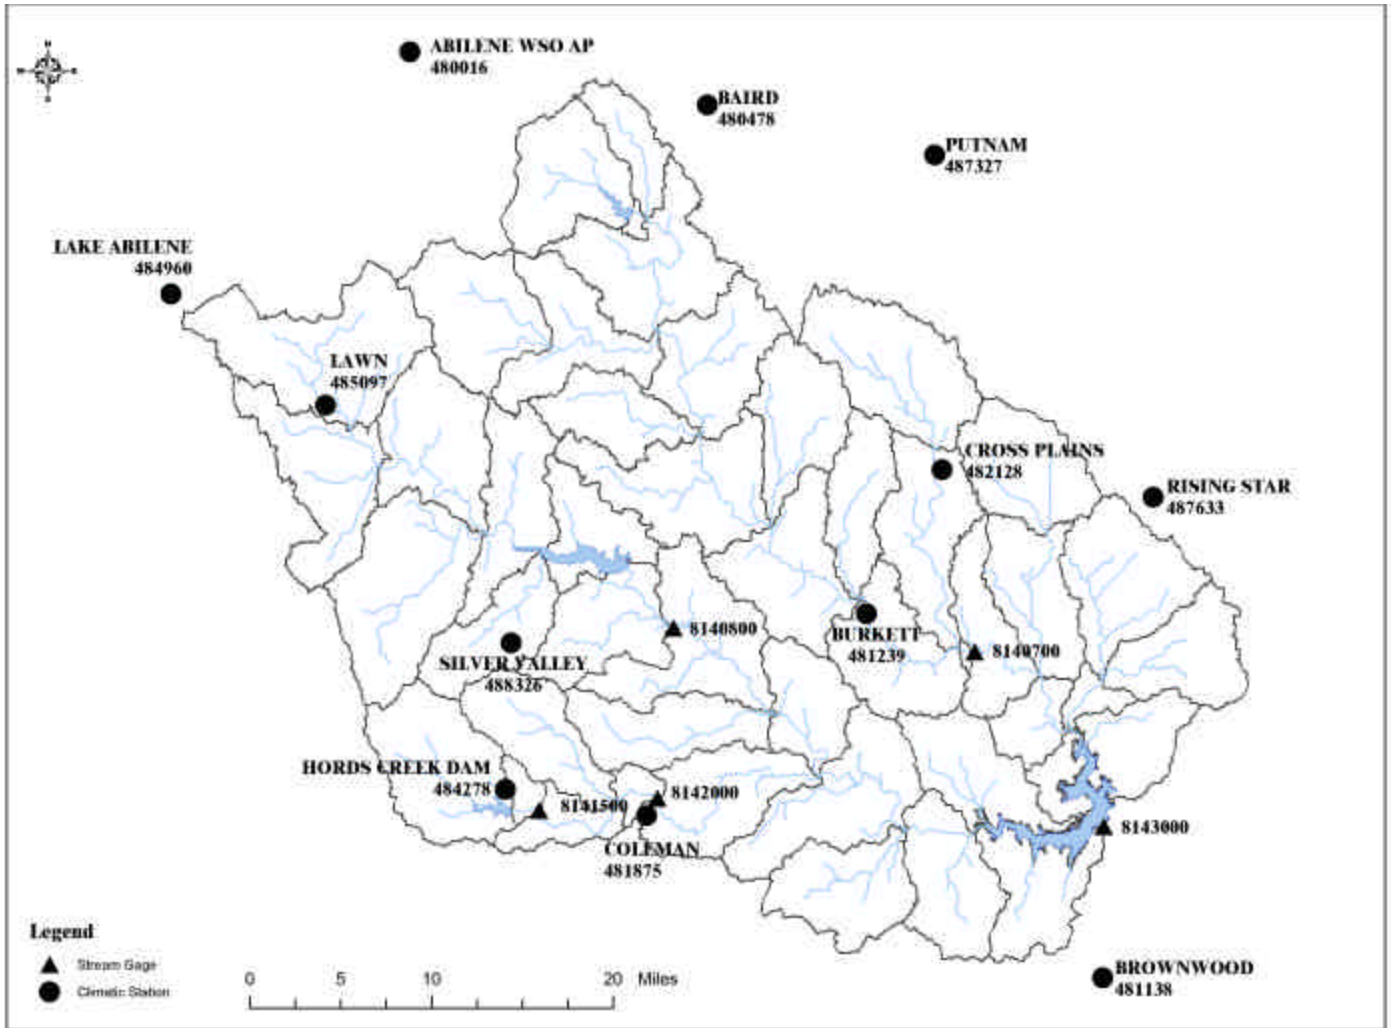 N
ABILENE WSO AP
480016
BAIRD
480478
PUTNAM
487327
LAKE ABILENE
484960
LAWN
485097
CROSS PLAINS
482128
RISING STAR
487633
8140800
BURKETT
481239
8140700
SILVER VALLEY
488326
HORDS CREEK DAM
484278
8141500
8142000
COLEMAN
481875
8143000
Legend
Stream Gage
Climatic Station
0 5 10 20 Miles
BROWNWOOD
481138